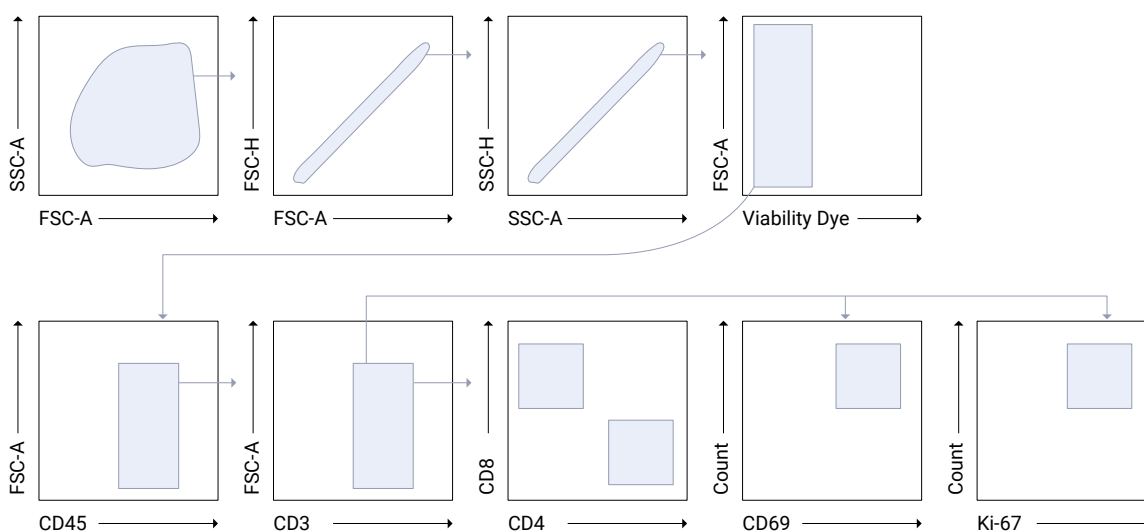 SSC-A
FSC-A
FSC-H
FSC-A
SSC-H
SSC-A
FSC-A
Viability Dye
FSC-A
CD45
FSC-A
CD3
CD8
CD4
Count
CD69
Count
Ki-67